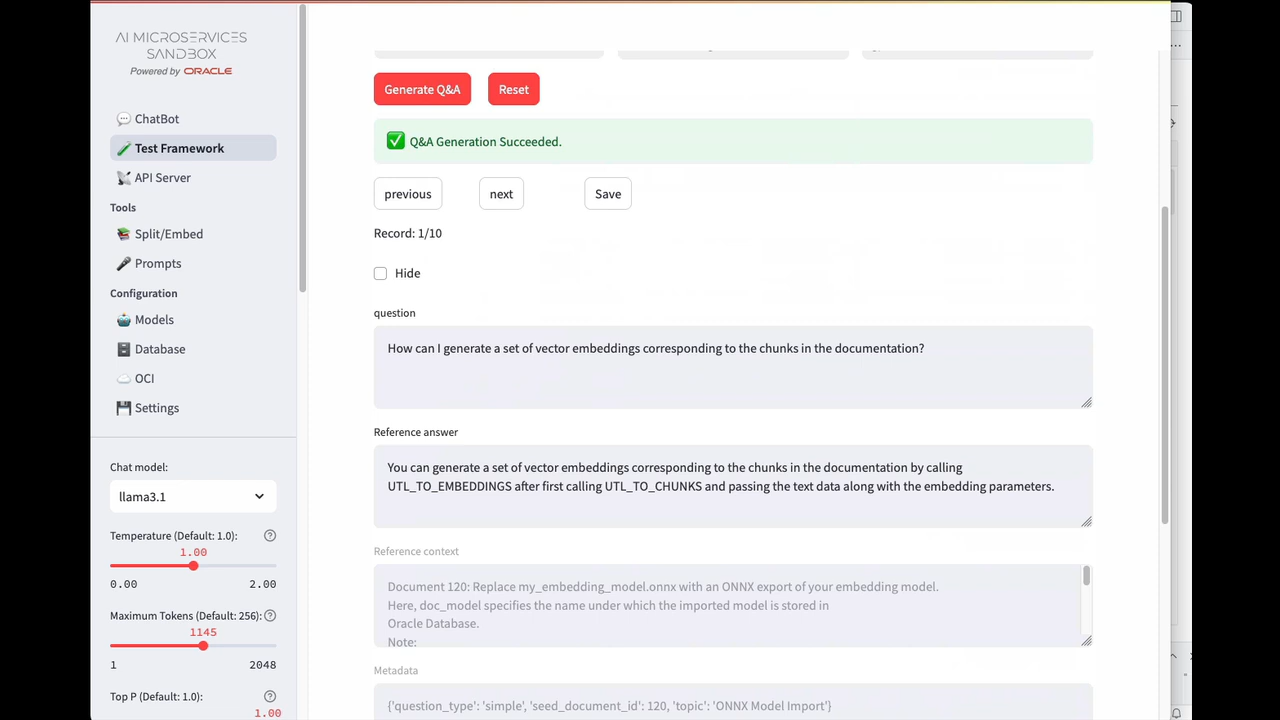 AI MICROSERVICES
SANDBOX
Powered by ORACLE
ChatBot
Test Framework
API Server
Tools
Split/Embed
Prompts
Configuration
Models
Database
OCI
Settings
Chat model:
llama3.1
Temperature (Default: 1.0):
1.00
0.00 2.00
Maximum Tokens (Default: 256):
1145
1 2048
Top P (Default: 1.0):
1.00
Generate Q&A Reset
Q&A Generation Succeeded.
previous next Save
Record: 1/10
Hide
question
How can I generate a set of vector embeddings corresponding to the chunks in the documentation?
Reference answer
You can generate a set of vector embeddings corresponding to the chunks in the documentation by calling
UTL_TO_EMBEDDINGS after first calling UTL_TO_CHUNKS and passing the text data along with the embedding parameters.
Reference context
Document 120: Replace my_embedding_model.onnx with an ONNX export of your embedding model.
Here, doc_model specifies the name under which the imported model is stored in
Oracle Database.
Note:
Metadata
{'question_type': 'simple', 'seed_document_id': 120, 'topic': 'ONNX Model Import'}